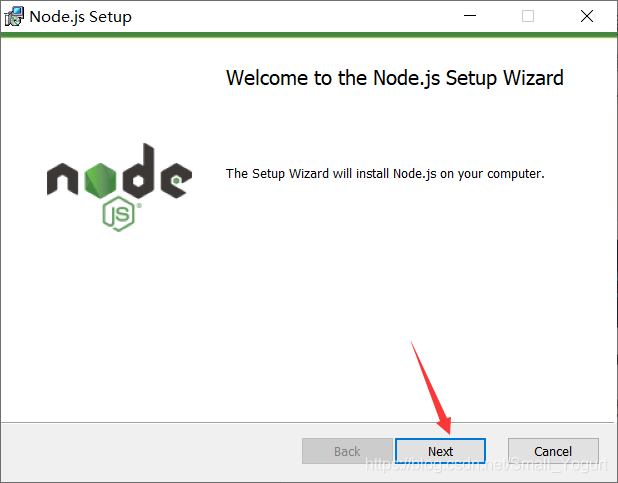 Node.js Setup
Welcome to the Node.js Setup Wizard
node
JS
The Setup Wizard will install Node.js on your computer.
Back
Next
Cancel
https://blog.csdn.net/Small_Yogurt